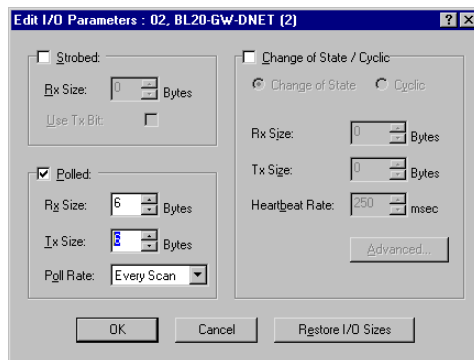 Edit I/O Parameters : 02, BL20-GW-DNET (2)
Strobed:
Rx Size: 0 Bytes
Use Tx Bit:
Polled:
Rx Size: 6 Bytes
Tx Size: 6 Bytes
Poll Rate: Every Scan
Change of State / Cyclic
Change of State Cyclic
Rx Size: 0 Bytes
Tx Size: 0 Bytes
Heartbeat Rate: 250 msec
Advanced...
OK Cancel Restore I/O Sizes